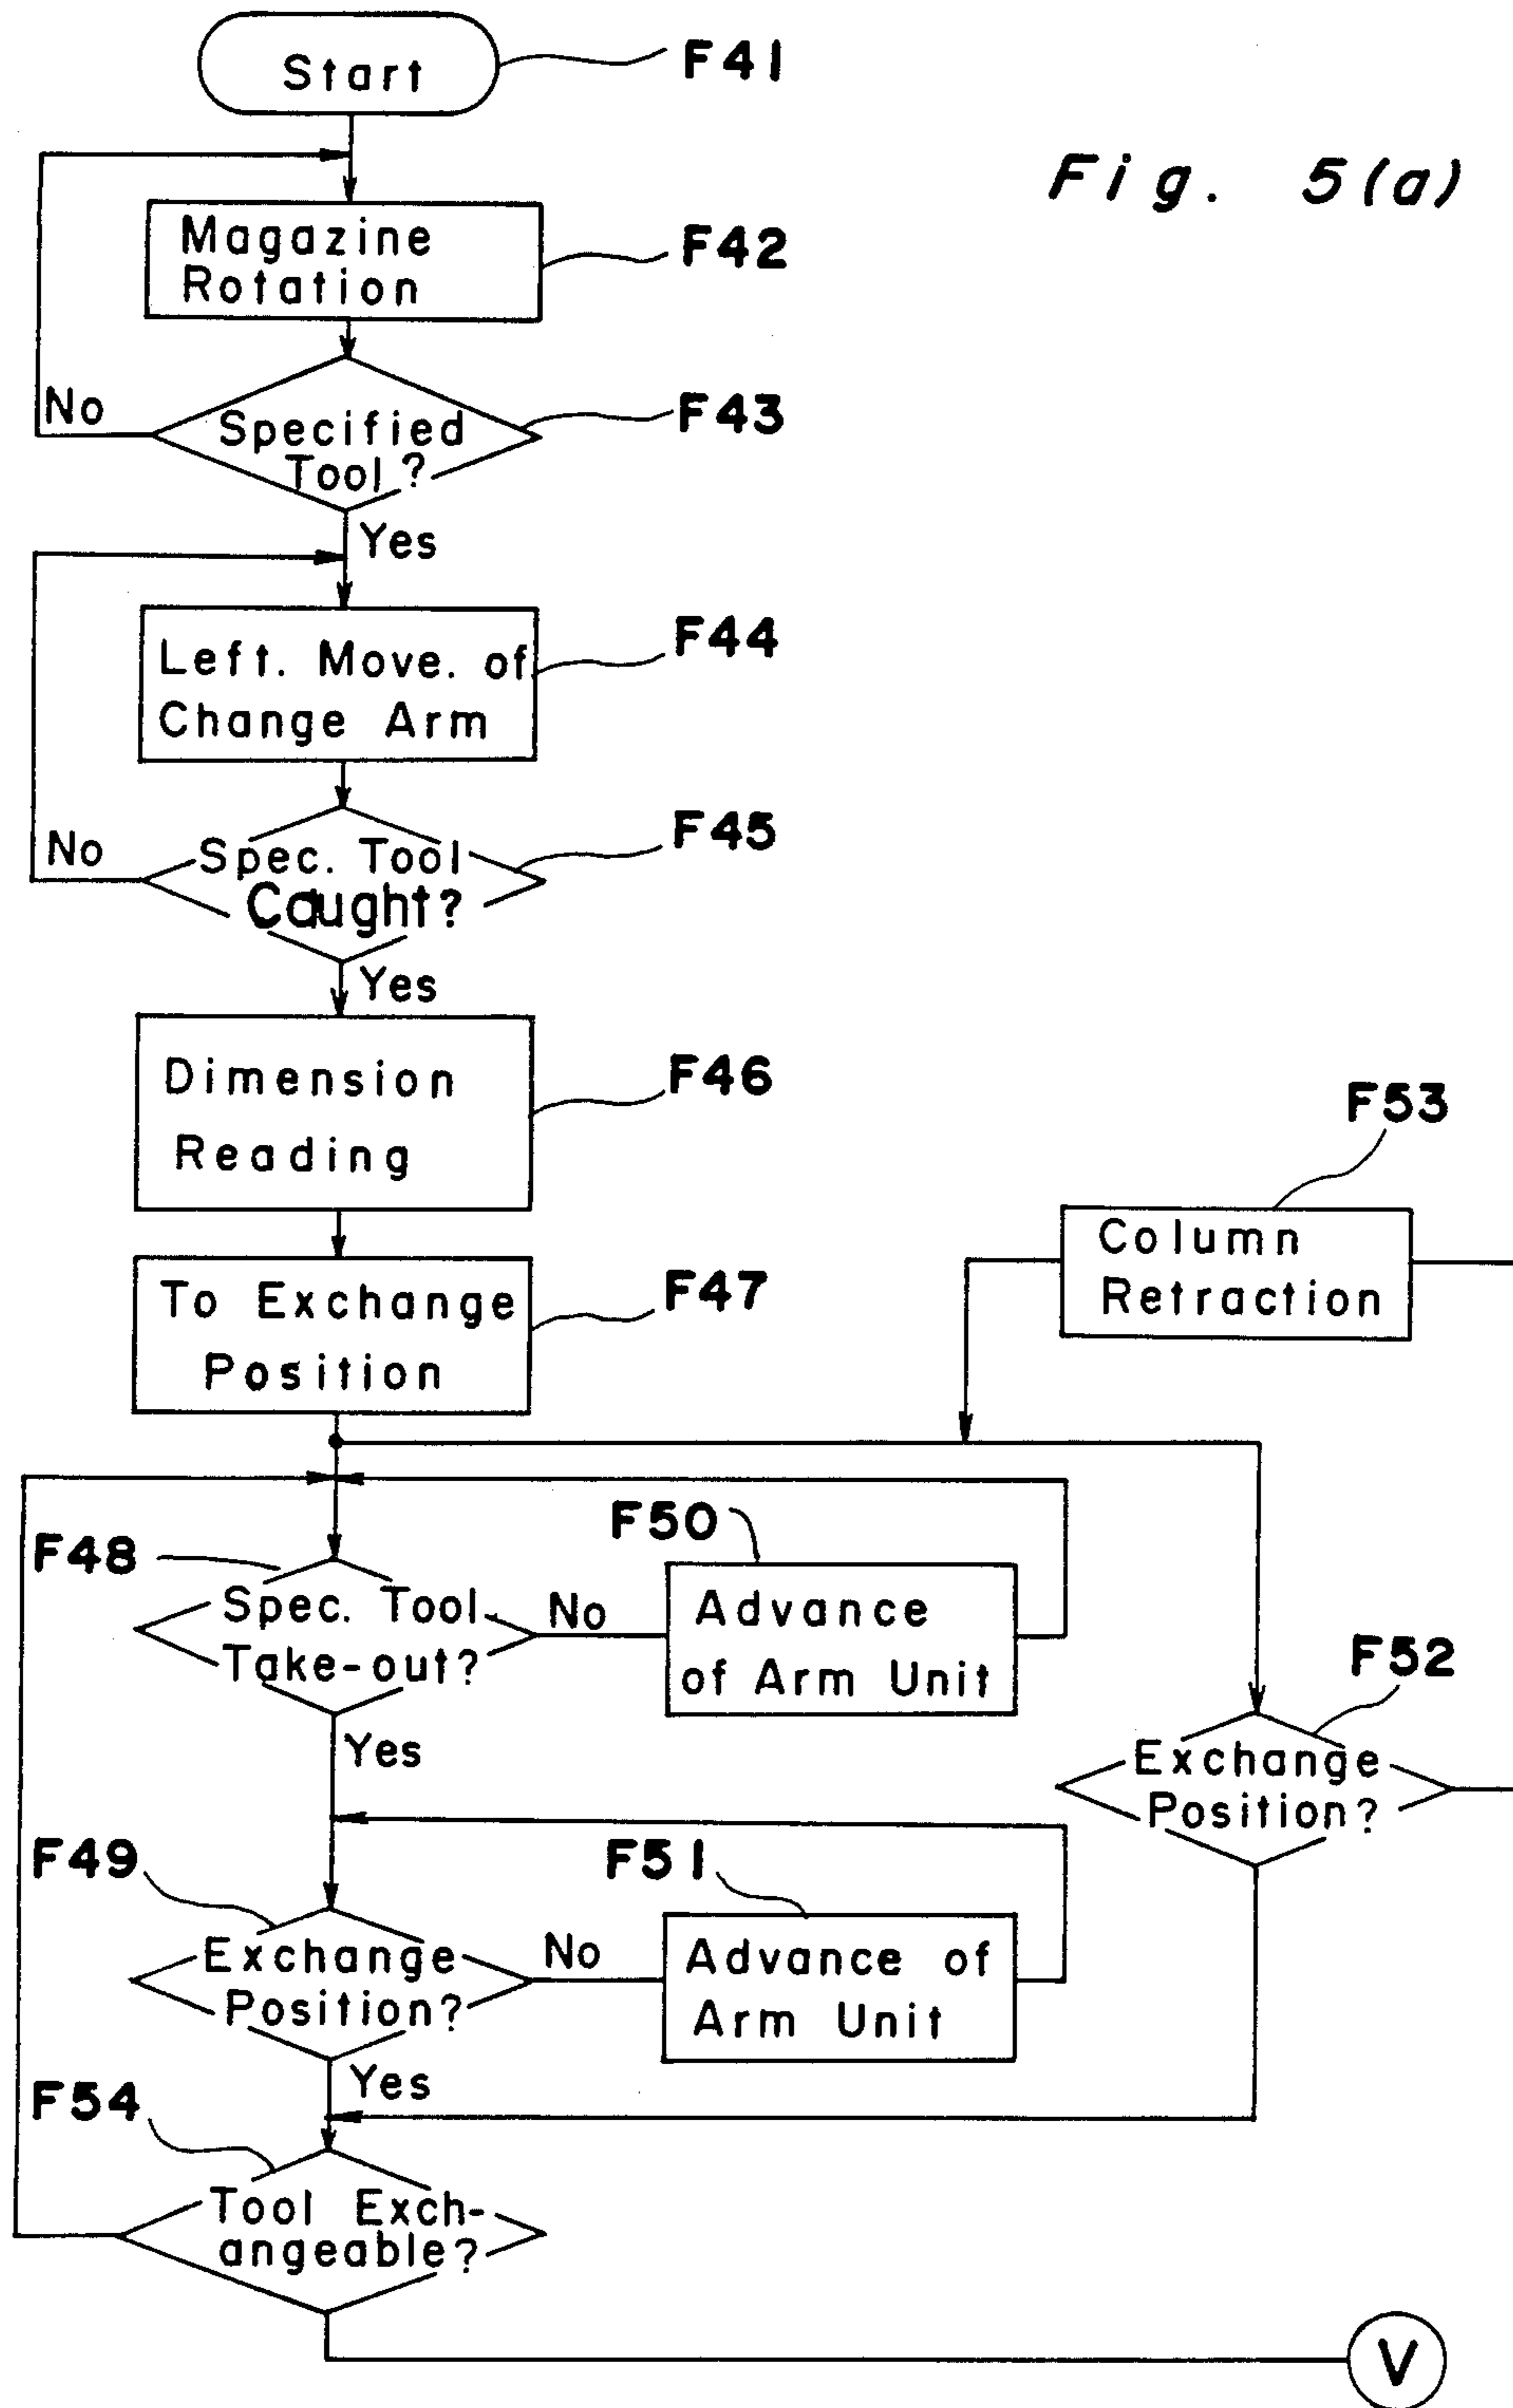 Start
F41
Fig. 5(a)
Magazine
Rotation
F42
No
Specified
Tool?
F43
Yes
Left. Move. of
Change Arm
F44
No
Spec. Tool
Caught?
F45
Yes
Dimension
Reading
F46
F53
Column
Retraction
To Exchange
Position
F47
F50
F48
Spec. Tool
Take-out?
No
Advance
of Arm Unit
F52
Yes
Exchange
Position?
F49
F51
Exchange
Position?
No
Advance of
Arm Unit
Yes
F54
Tool Exch-
angeable?
V